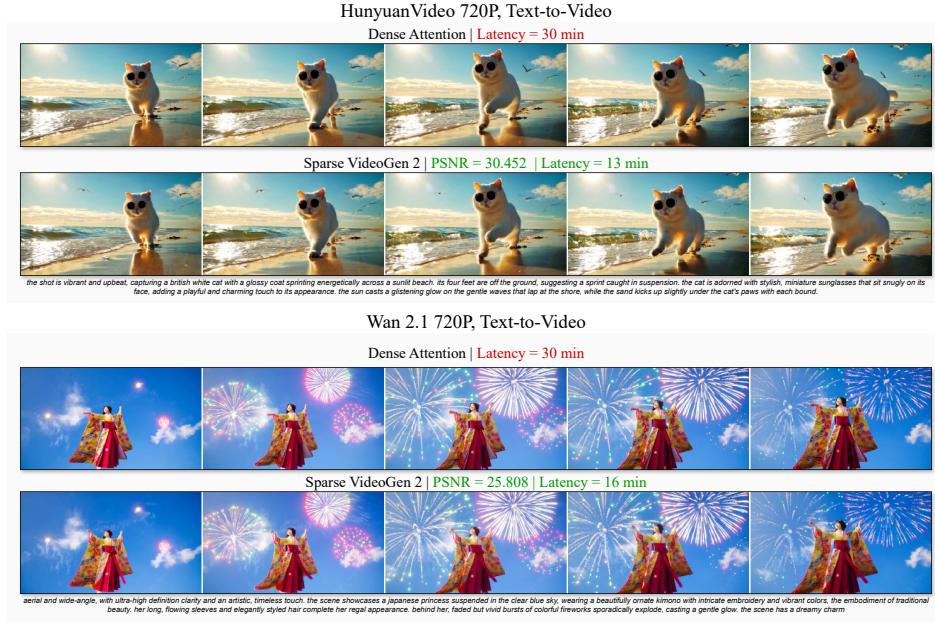 HunyuanVideo 720P, Text-to-Video
Dense Attention | Latency = 30 min
Sparse VideoGen 2 | PSNR = 30.452 | Latency = 13 min
the shot is vibrant and upbeat, capturing a british white cat with a glossy coat sprinting energetically across a sunlit beach. its four feet are off the ground, suggesting a sprint caught in suspension. the cat is adorned with stylish, miniature sunglasses that sit snugly on its
face, adding a playful and charming touch to its appearance. the sun casts a glistening glow on the gentle waves that lap at the shore, while the sand kicks up slightly under the cat's paws with each bound.
Wan 2.1 720P, Text-to-Video
Dense Attention | Latency = 30 min
Sparse VideoGen 2 | PSNR = 25.808 | Latency = 16 min
aerial and wide-angle, with ultra-high definition clarity and an artistic, timeless touch. the scene showcases a japanese princess suspended in the clear blue sky, wearing a beautifully ornate kimono with intricate embroidery and vibrant colors, the embodiment of traditional
beauty. her long, flowing sleeves and elegantly styled hair complete her regal appearance. behind her, faded but vivid bursts of colorful fireworks sporadically explode, casting a gentle glow. the scene has a dreamy charm